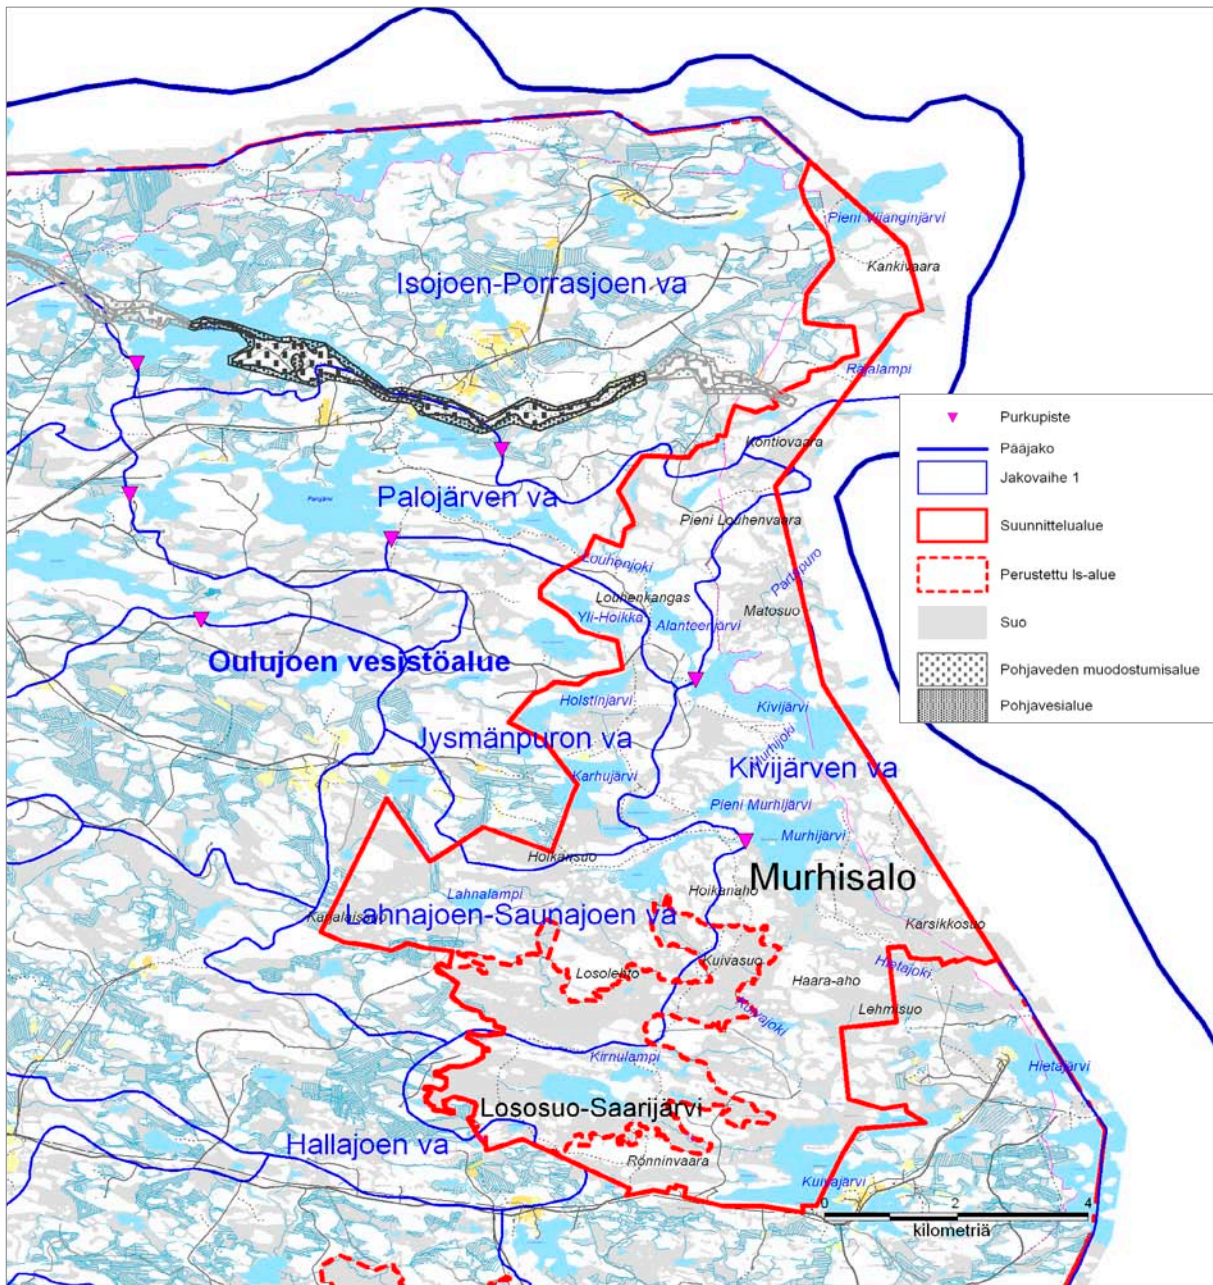 Pieni Viianginjärvi
Kankivaara
Isojoen-Porrasjoen va
Rajalampi
Purkupiste
Pääjako
Kontiovaara
Jakovaihe 1
Palojärven va
Suunnittelualue
Pieni Louhenvaara
Louhenjoki
Perustettu ls-alue
Partapuro
Louhenkangas
Matosuo
Yli-Hoikka
Alanteenjärvi
Suo
Oulujoen vesistöalue
Pohjaveden muodostumisalue
Holstinjärvi
Kivijärvi
Pohjavesialue
Jysmänpuron va
Murhijoki
Karhujärvi
Kivijärven va
Pieni Murhijärvi
Murhijärvi
Hoikansuo
Murhisalo
Lahnalampi
Hoikanaho
Lahnajoen-Saunajoen va
Karsikkosuo
Kuivasuo
Hietajoki
Losolehto
Haara-aho
Lehmisuo
Kuivajoki
Kirnulampi
Hietajärvi
Lososuo-Saarijärvi
Hallajoen va
Rönninvaara
Kuivajärvi
0 2 4
kilometriä